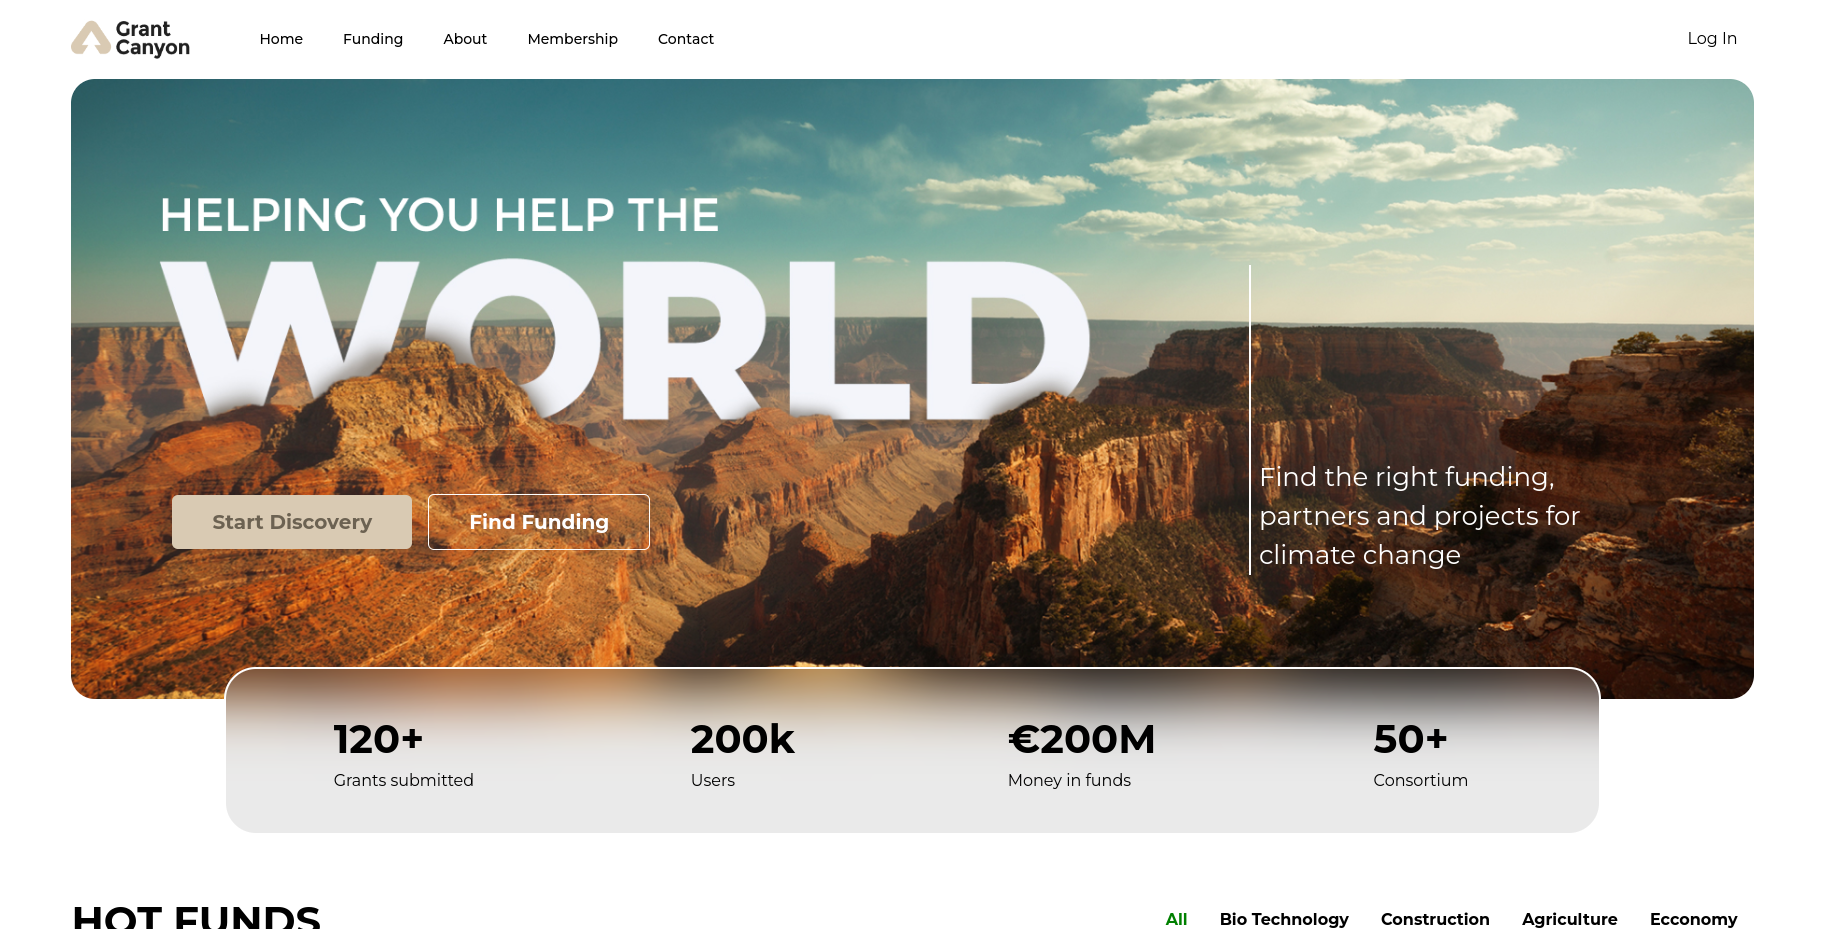 Grant
Canyon
Home
Funding
About
Membership
Contact
Log In
HELPING YOU HELP THE
WORLD
Find the right funding,
partners and projects for
climate change
Start Discovery
Find Funding
120+
Grants submitted
200k
Users
€200M
Money in funds
50+
Consortium
HOT FUNDS
All
Bio Technology
Construction
Agriculture
Ecconomy